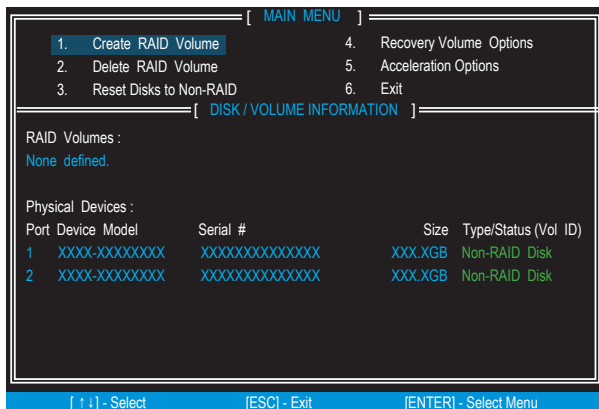 [ MAIN MENU ]
1. Create RAID Volume 4. Recovery Volume Options
2. Delete RAID Volume 5. Acceleration Options
3. Reset Disks to Non-RAID 6. Exit
[ DISK / VOLUME INFORMATION ]
RAID Volumes :
None defined.
Physical Devices :
Port Device Model Serial # Size Type/Status (Vol ID)
1 XXXX-XXXXXXXX XXXXXXXXXXXXXX XXX.XGB Non-RAID Disk
2 XXXX-XXXXXXXX XXXXXXXXXXXXXX XXX.XGB Non-RAID Disk
[ ↑↓] - Select [ESC] - Exit [ENTER] - Select Menu